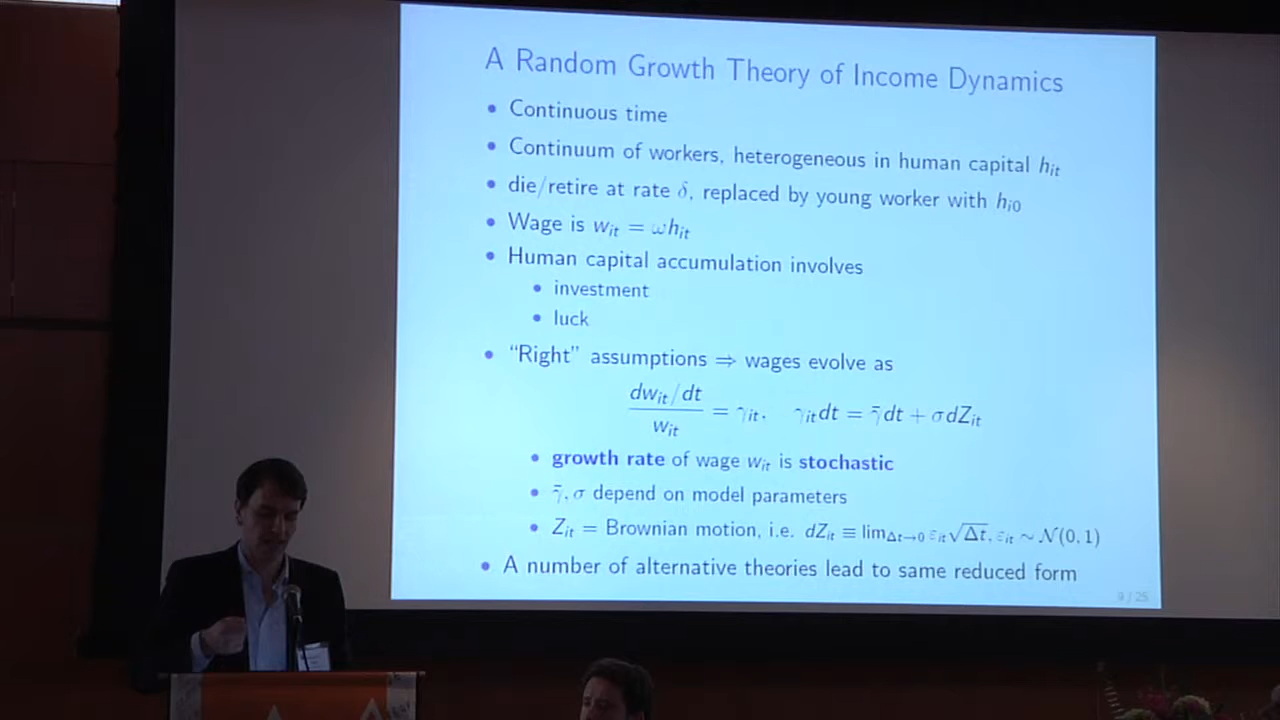 A Random Growth Theory of Income Dynamics
• Continuous time
• Continuum of workers, heterogeneous in human capital h_it
• die/retire at rate δ, replaced by young worker with h_i0
• Wage is w_it = ωh_it
• Human capital accumulation involves
• investment
• luck
• “Right” assumptions ⇒ wages evolve as
dw_it/dt / w_it = γ_it, γ_it dt = γ̄dt + σdZ_it
• growth rate of wage w_it is stochastic
• γ̄, σ depend on model parameters
• Z_it = Brownian motion, i.e. dZ_it ≡ lim_Δt→0 ε_it√Δt, ε_it ∼ N(0, 1)
• A number of alternative theories lead to same reduced form
9 / 25